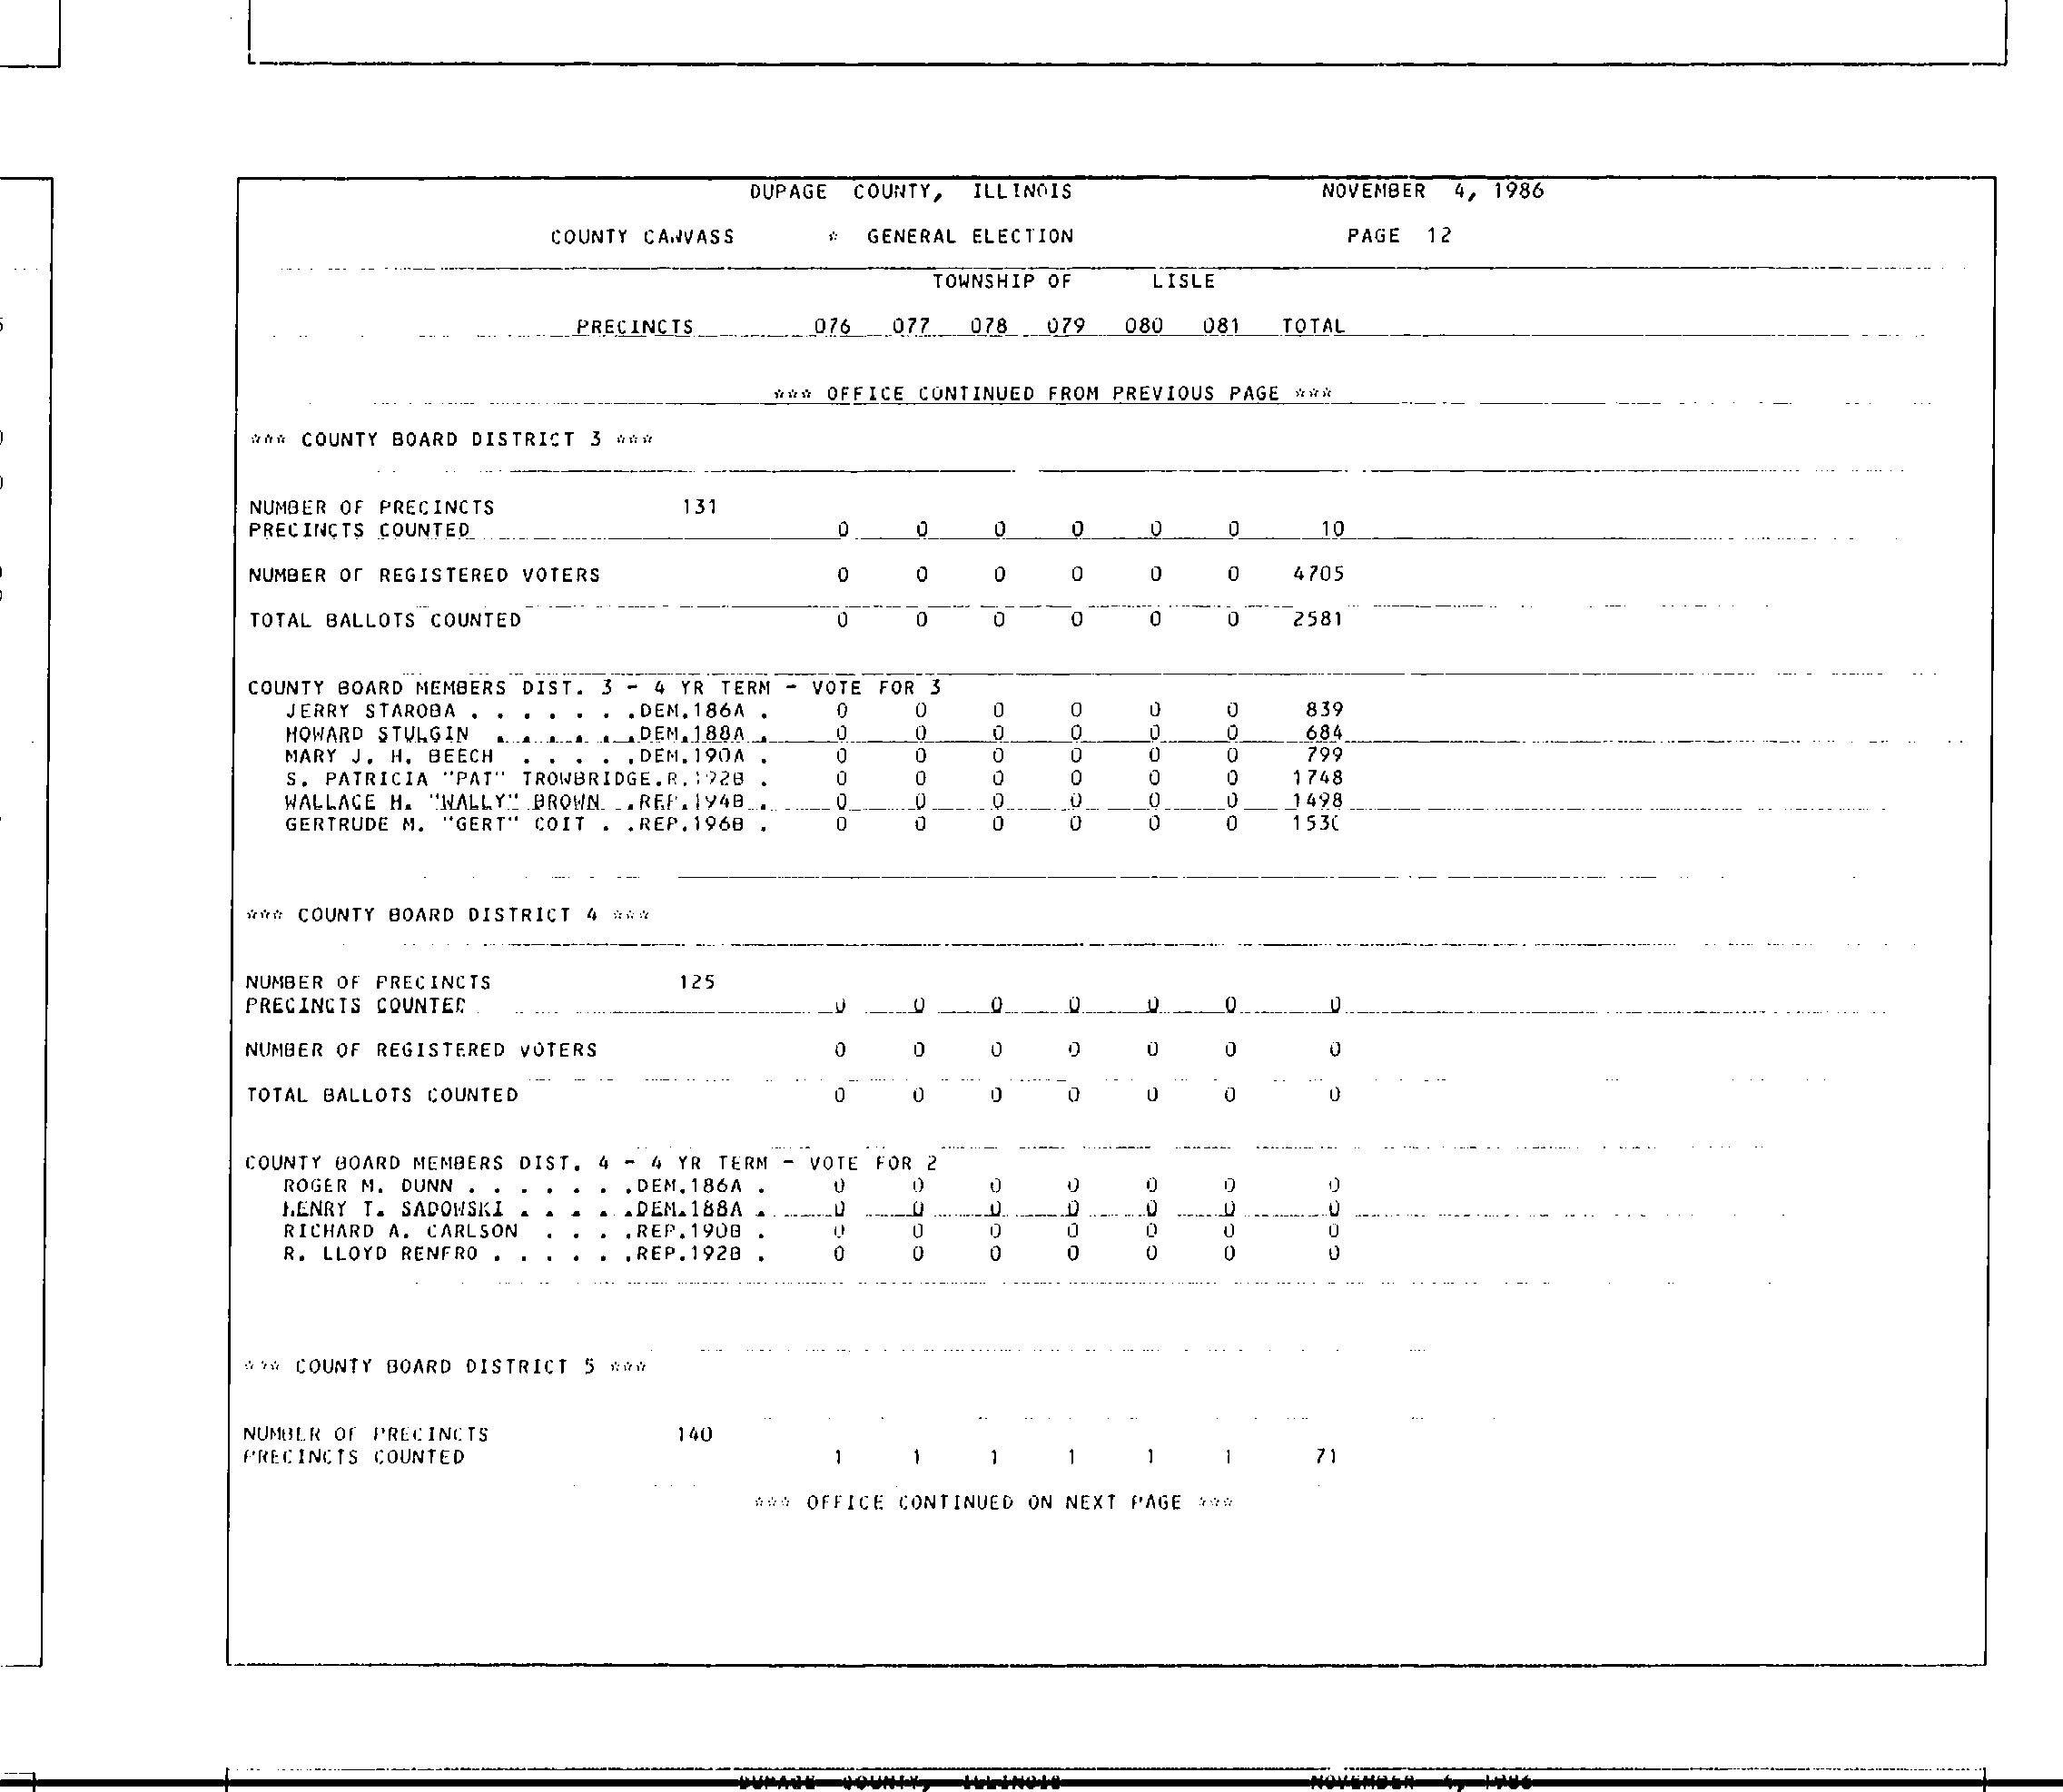 DUPAGE COUNTY, ILLINOIS NOVEMBER 4, 1986
COUNTY CANVASS * GENERAL ELECTION PAGE 12
TOWNSHIP OF LISLE
PRECINCTS 076 077 078 079 080 081 TOTAL
*** OFFICE CONTINUED FROM PREVIOUS PAGE ***
*** COUNTY BOARD DISTRICT 3 ***
NUMBER OF PRECINCTS 131
PRECINCTS COUNTED 0 0 0 0 0 0 10
NUMBER OF REGISTERED VOTERS 0 0 0 0 0 0 4705
TOTAL BALLOTS COUNTED 0 0 0 0 0 0 2581
COUNTY BOARD MEMBERS DIST. 3 - 4 YR TERM - VOTE FOR 3
JERRY STAROBA . . . . . . .DEM.186A . 0 0 0 0 0 0 839
HOWARD STULGIN . . . . . .DEM.188A . 0 0 0 0 0 0 684
MARY J. H. BEECH . . . . .DEM.190A . 0 0 0 0 0 0 799
S. PATRICIA "PAT" TROWBRIDGE.R.192B . 0 0 0 0 0 0 1748
WALLACE H. "WALLY" BROWN .REP.194B . 0 0 0 0 0 0 1498
GERTRUDE M. "GERT" COIT . .REP.196B . 0 0 0 0 0 0 1530
*** COUNTY BOARD DISTRICT 4 ***
NUMBER OF PRECINCTS 125
PRECINCTS COUNTED 0 0 0 0 0 0 0
NUMBER OF REGISTERED VOTERS 0 0 0 0 0 0 0
TOTAL BALLOTS COUNTED 0 0 0 0 0 0 0
COUNTY BOARD MEMBERS DIST. 4 - 4 YR TERM - VOTE FOR 2
ROGER M. DUNN . . . . . . .DEM.186A . 0 0 0 0 0 0 0
HENRY T. SADOWSKI . . . . .DEM.188A . 0 0 0 0 0 0 0
RICHARD A. CARLSON . . . .REP.190B . 0 0 0 0 0 0 0
R. LLOYD RENFRO . . . . . .REP.192B . 0 0 0 0 0 0 0
*** COUNTY BOARD DISTRICT 5 ***
NUMBER OF PRECINCTS 140
PRECINCTS COUNTED 1 1 1 1 1 1 71
*** OFFICE CONTINUED ON NEXT PAGE ***
DUPAGE COUNTY, ILLINOIS NOVEMBER 4, 1986